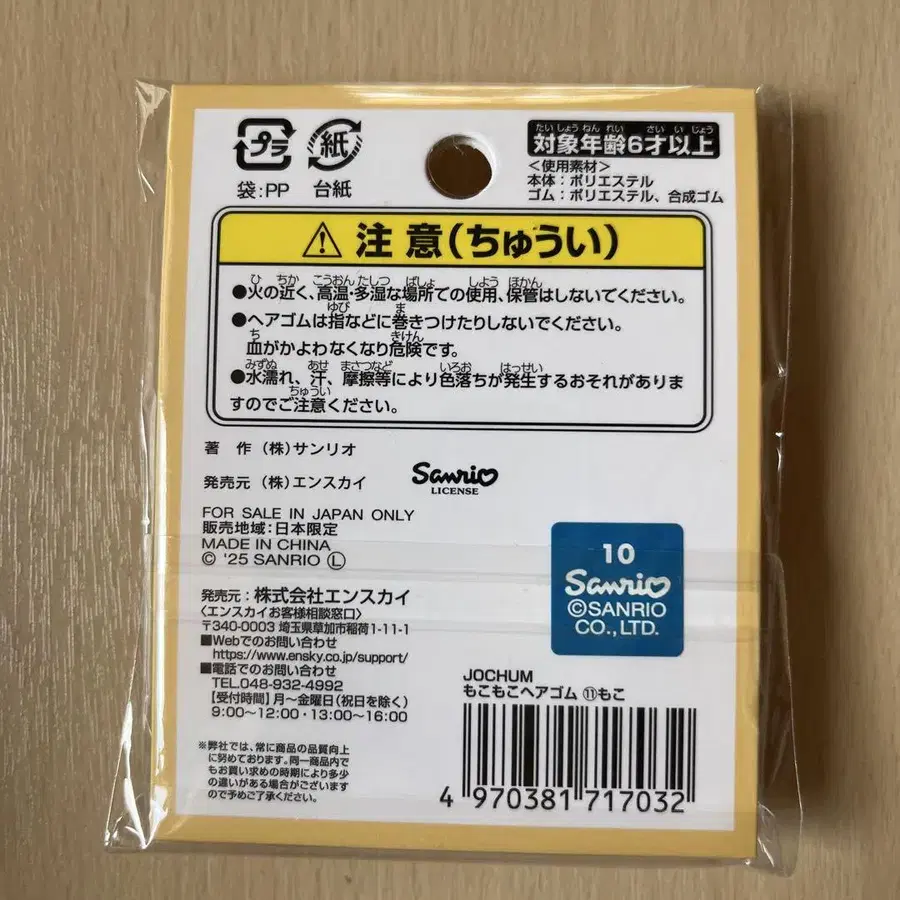 プラ
袋:PP
紙
台紙
たいしょうねんれい さいいじょう
対象年齢6才以上
<使用素材>
本体:ポリエステル
ゴム:ポリエステル、合成ゴム
注意(ちゅうい)
ひ ちか こうおん たしつ ばしょ しよう ほかん
●火の近く、高温・多湿な場所での使用、保管はしないでください。
ゆび ま
●ヘアゴムは指などに巻きつけたりしないでください。
ち きけん
血がかよわなくなり危険です。
みずぬ あせ まさつなど いろお はっせい
●水濡れ、汗、摩擦等により色落ちが発生するおそれがありま
ちゅうい
すのでご注意ください。
著 作 (株)サンリオ
発売元 (株)エンスカイ
Sanrio
LICENSE
FOR SALE IN JAPAN ONLY
販売地域:日本限定
MADE IN CHINA
© '25 SANRIO Ⓛ
10
Sanrio
©SANRIO
CO.,LTD.
発売元:株式会社エンスカイ
〈エンスカイお客様相談窓口〉
〒340-0003 埼玉県草加市稲荷1-11-1
■Webでのお問い合わせ
https://www.ensky.co.jp/support/
■電話でのお問い合わせ
TEL.048-932-4992
【受付時間】月～金曜日(祝日を除く)
9:00～12:00・13:00～16:00
※弊社では、常に商品の品質向上
に努めております。同一商品内で
もお買い求めの時期により多少
の違いがある場合がございます
ので予めご了承ください。
JOCHUM
もこもこヘアゴム ⑪もこ
4 970381 717032